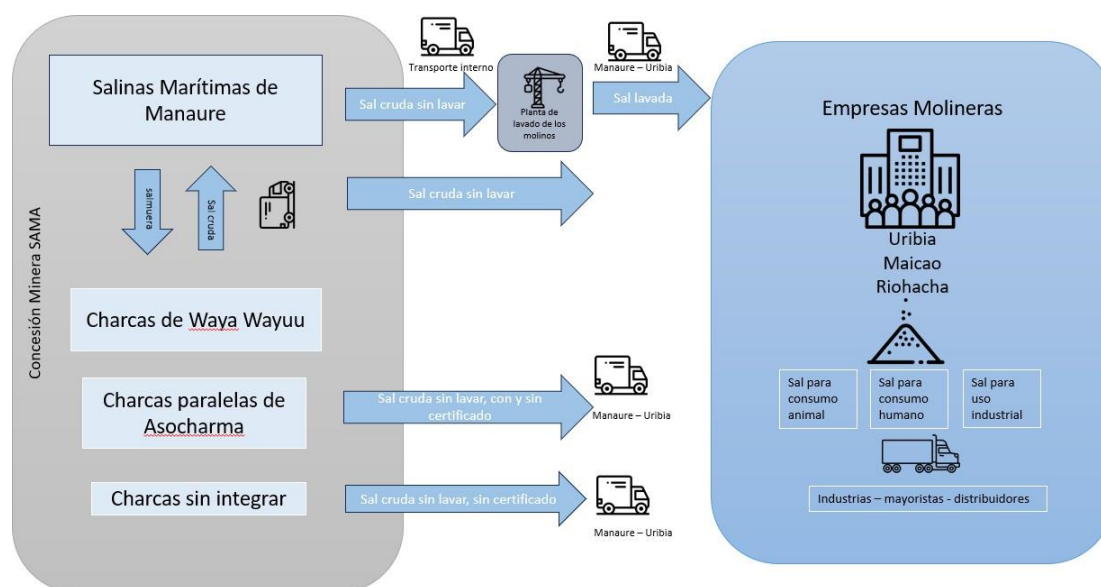 Concesión Minera SAMA
Salinas Marítimas de
Manaure
salmuera
Sal cruda
Charcas de Waya Wayuu
Charcas paralelas de
Asocharma
Charcas sin integrar
Transporte interno
Sal cruda sin lavar
Planta de
lavado de los
molinos
Manaure – Uribia
Sal lavada
Sal cruda sin lavar
Sal cruda sin lavar, con y sin
certificado
Manaure – Uribia
Sal cruda sin lavar, sin certificado
Manaure – Uribia
Empresas Molineras
Uribia
Maicao
Riohacha
Sal para
consumo
animal
Sal para
consumo
humano
Sal para
uso
industrial
Industrias – mayoristas - distribuidores